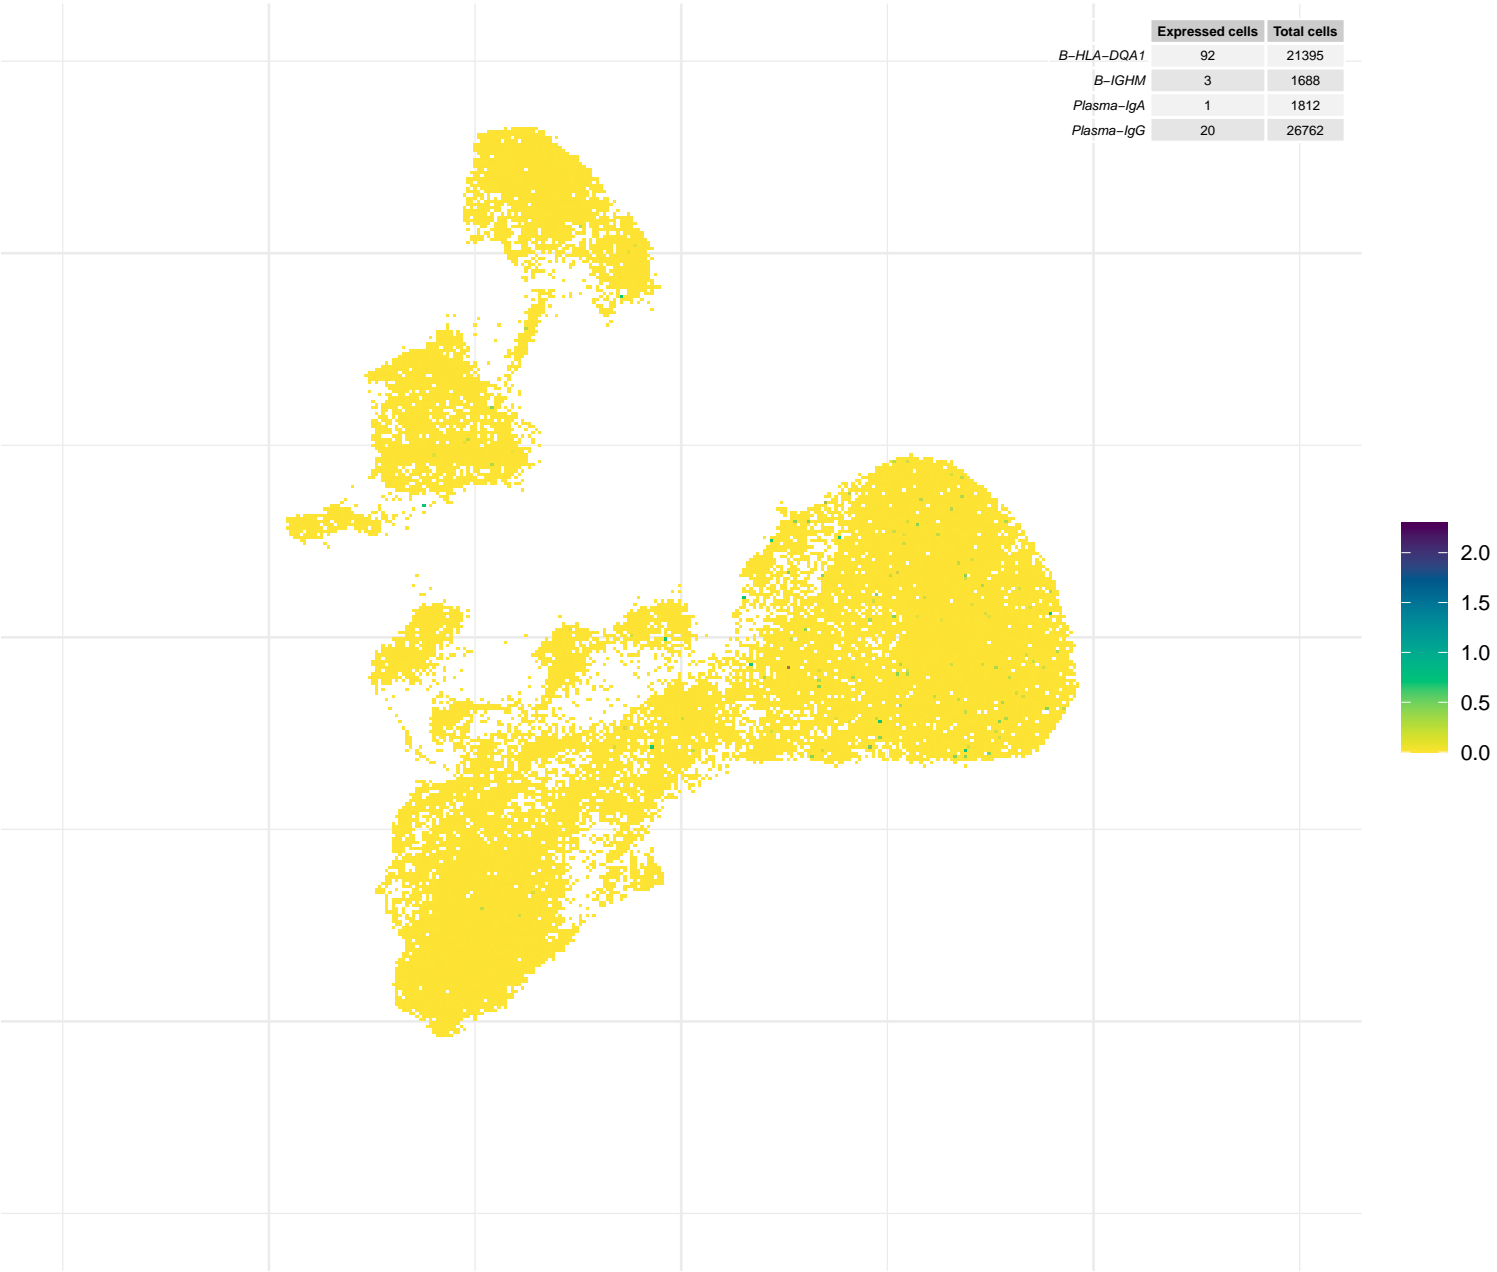 Expressed cells Total cells
B−HLA−DQA1 92 21395
B−IGHM 3 1688
Plasma−IgA 1 1812
Plasma−IgG 20 26762
2.0
1.5
1.0
0.5
0.0